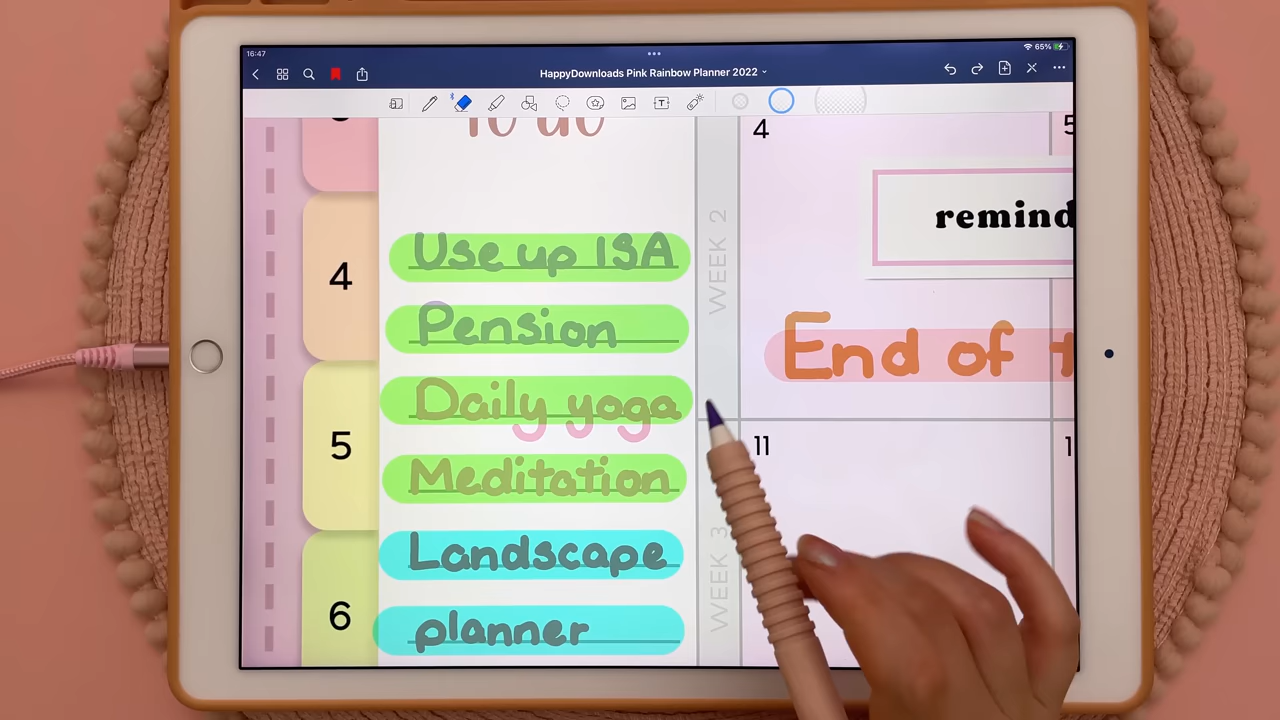 16:47
65%
HappyDownloads Pink Rainbow Planner 2022
To do
4
5
6
Use up ISA
Pension
Daily yoga
Meditation
Landscape
planner
WEEK 2
WEEK 3
4
remind
End of
11